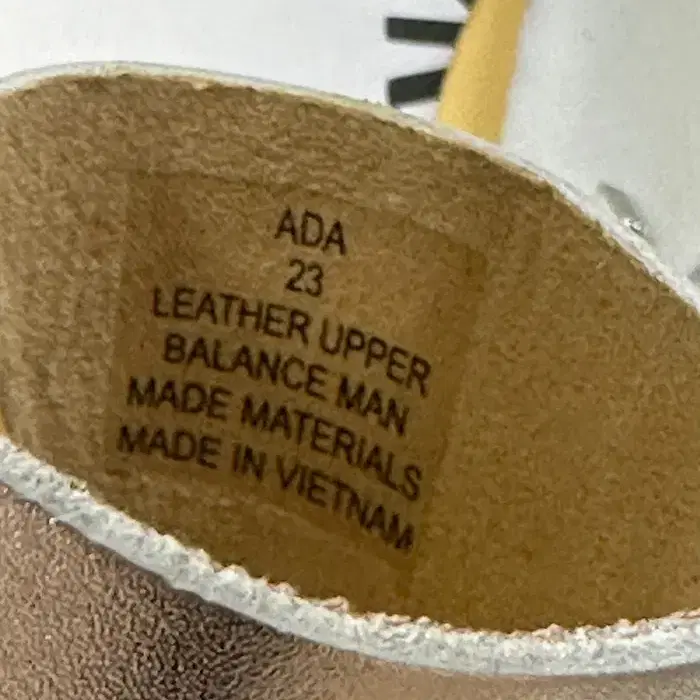 ADA
23
LEATHER UPPER
BALANCE MAN
MADE MATERIALS
MADE IN VIETNAM